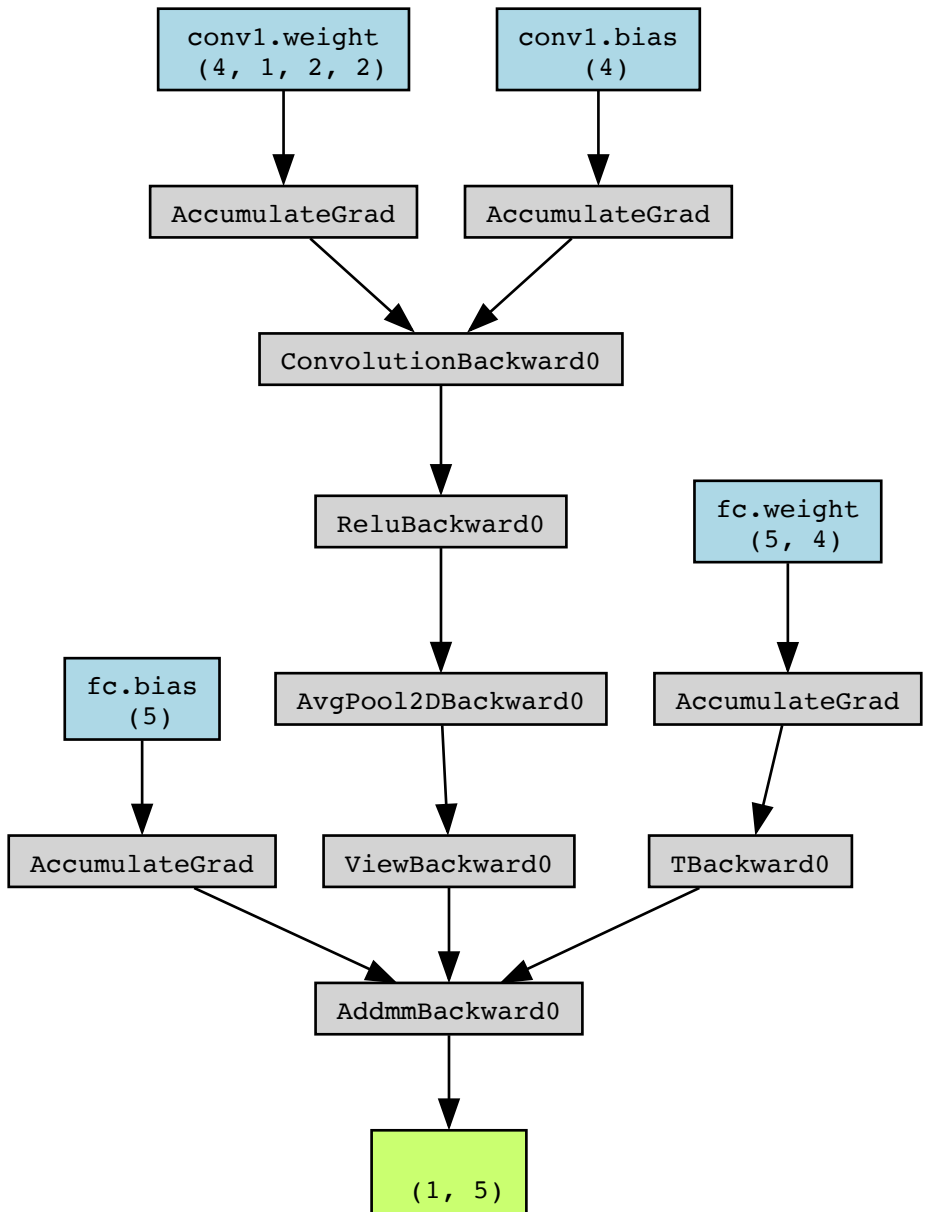 conv1.weight
(4, 1, 2, 2)
conv1.bias
(4)
AccumulateGrad
AccumulateGrad
ConvolutionBackward0
ReluBackward0
fc.weight
(5, 4)
fc.bias
(5)
AvgPool2DBackward0
AccumulateGrad
AccumulateGrad
ViewBackward0
TBackward0
AddmmBackward0
(1, 5)